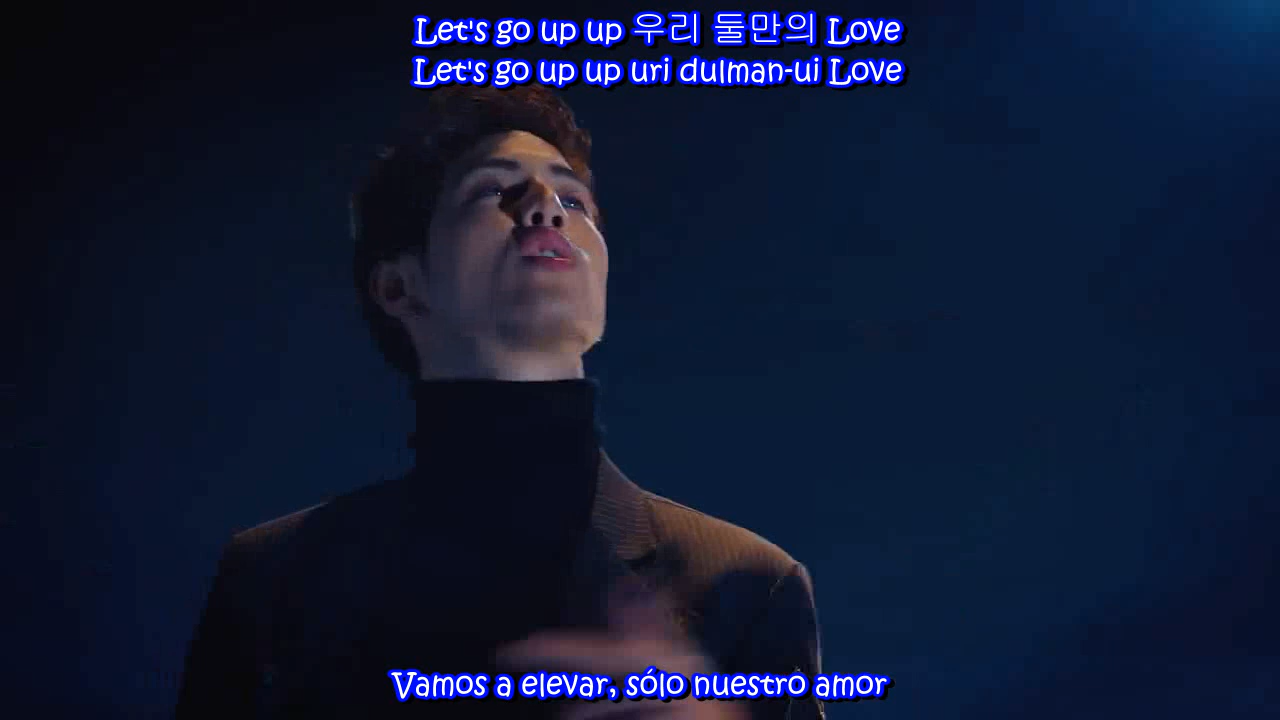 Let's go up up 우리 둘만의 Love
Let's go up up uri dulman-ui Love
Vamos a elevar, sólo nuestro amor